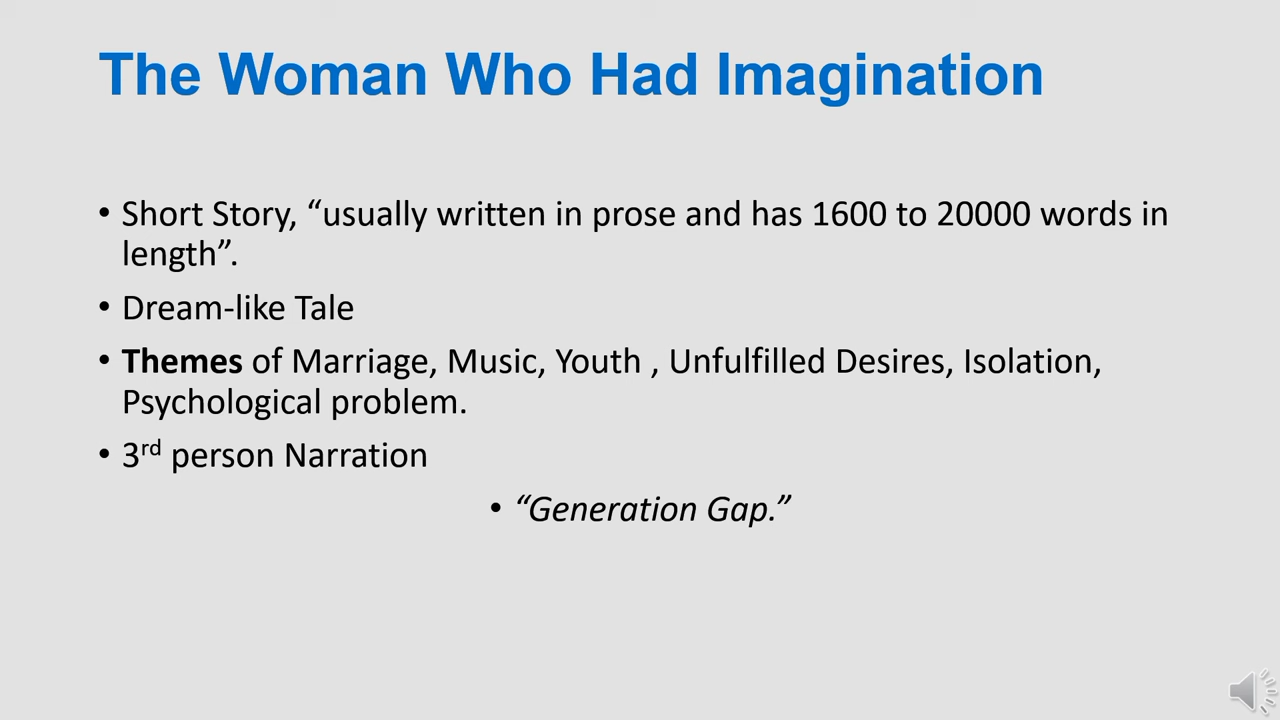 The Woman Who Had Imagination
• Short Story, “usually written in prose and has 1600 to 20000 words in
length”.
• Dream-like Tale
• Themes of Marriage, Music, Youth , Unfulfilled Desires, Isolation,
Psychological problem.
• 3rd person Narration
• “Generation Gap.”